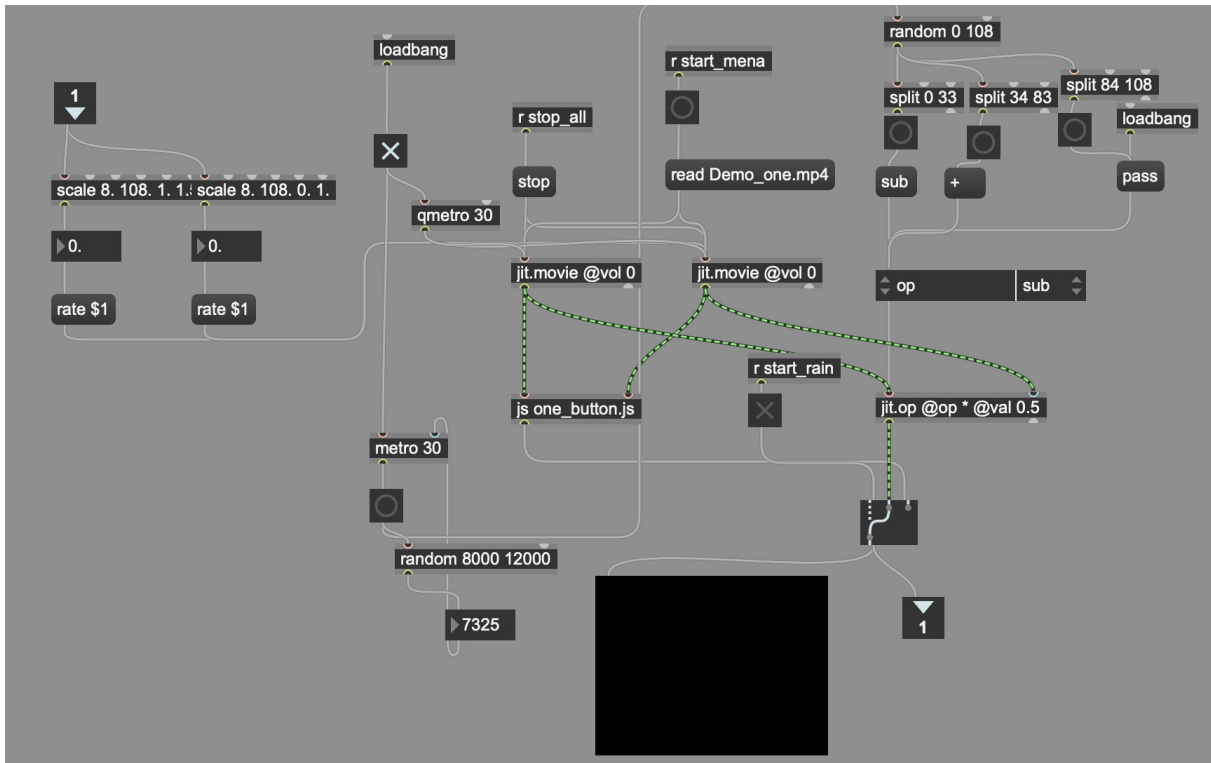 random 0 108
loadbang
r start_mena
split 0 33
split 34 83
split 84 108
1
r stop_all
loadbang
scale 8. 108. 1. 1.
scale 8. 108. 0. 1.
stop
read Demo_one.mp4
sub
+
pass
qmetro 30
0.
0.
jit.movie @vol 0
jit.movie @vol 0
op
sub
rate $1
rate $1
r start_rain
js one_button.js
jit.op @op * @val 0.5
metro 30
random 8000 12000
7325
1